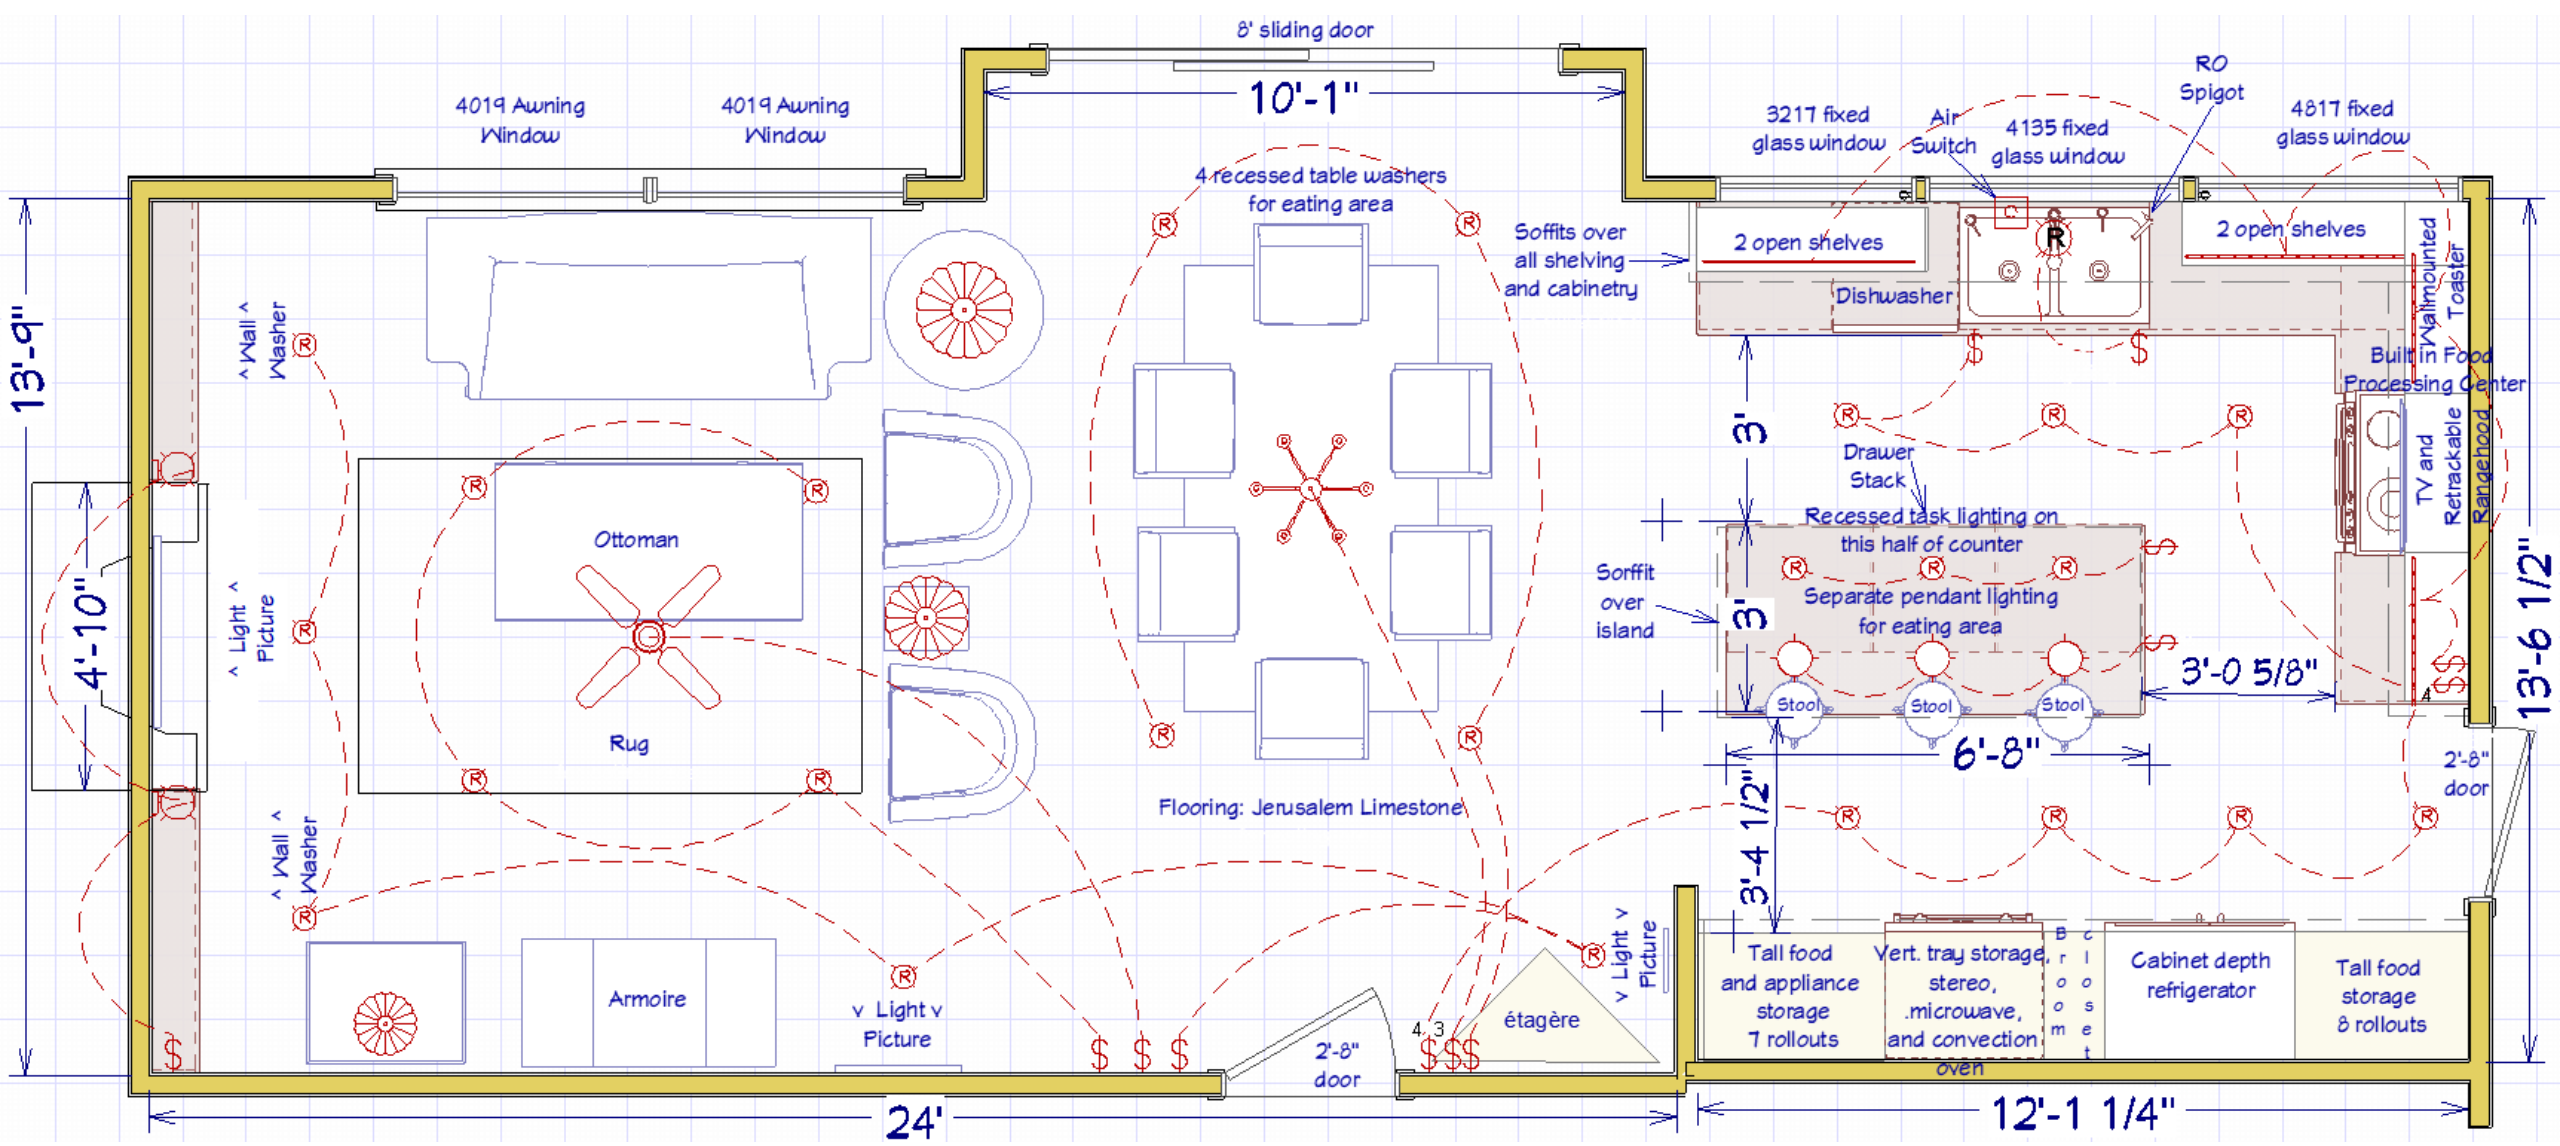 8' sliding door
10'-1"
4019 Awning
Window
4019 Awning
Window
4 recessed table washers
for eating area
3217 fixed
glass window
Air
Switch
4135 fixed
glass window
RO
Spigot
4817 fixed
glass window
Soffits over
all shelving
and cabinetry
2 open shelves
R
2 open shelves
Dishwasher
Wallmounted
Toaster
Built in Food
Processing Center
TV and
Retrackable
Rangehood
13'-9"
^ Wall ^
Washer
4'-10"
^ Light ^
Picture
^ Wall ^
Washer
Ottoman
Rug
3'
Drawer
Stack
Recessed task lighting on
this half of counter
Separate pendant lighting
for eating area
Sorffit
over
island
3'
Stool
Stool
Stool
3'-0 5/8"
4
6'-8"
3'-4 1/2"
13'-6 1/2"
2'-8"
door
Flooring: Jerusalem Limestone
Armoire
v Light v
Picture
2'-8"
door
4, 3
étagère
v Light v
Picture
Tall food
and appliance
storage
7 rollouts
Vert. tray storage,
stereo,
.microwave,
and convection
oven
Broom
closet
Cabinet depth
refrigerator
Tall food
storage
8 rollouts
24'
12'-1 1/4"